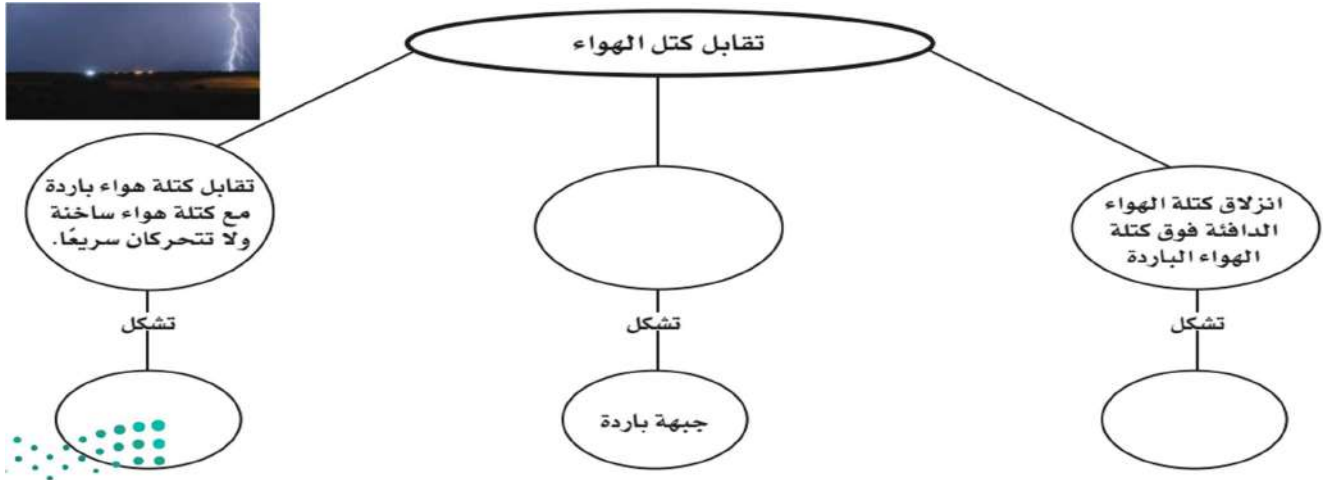 تقابل كتل الهواء
انزلاق كتلة الهواء
الدافئة فوق كتلة
الهواء الباردة
تشكل
تشكل
جبهة باردة
تقابل كتلة هواء باردة
مع كتلة هواء ساخنة
ولا تتحركان سريعًا.
تشكل